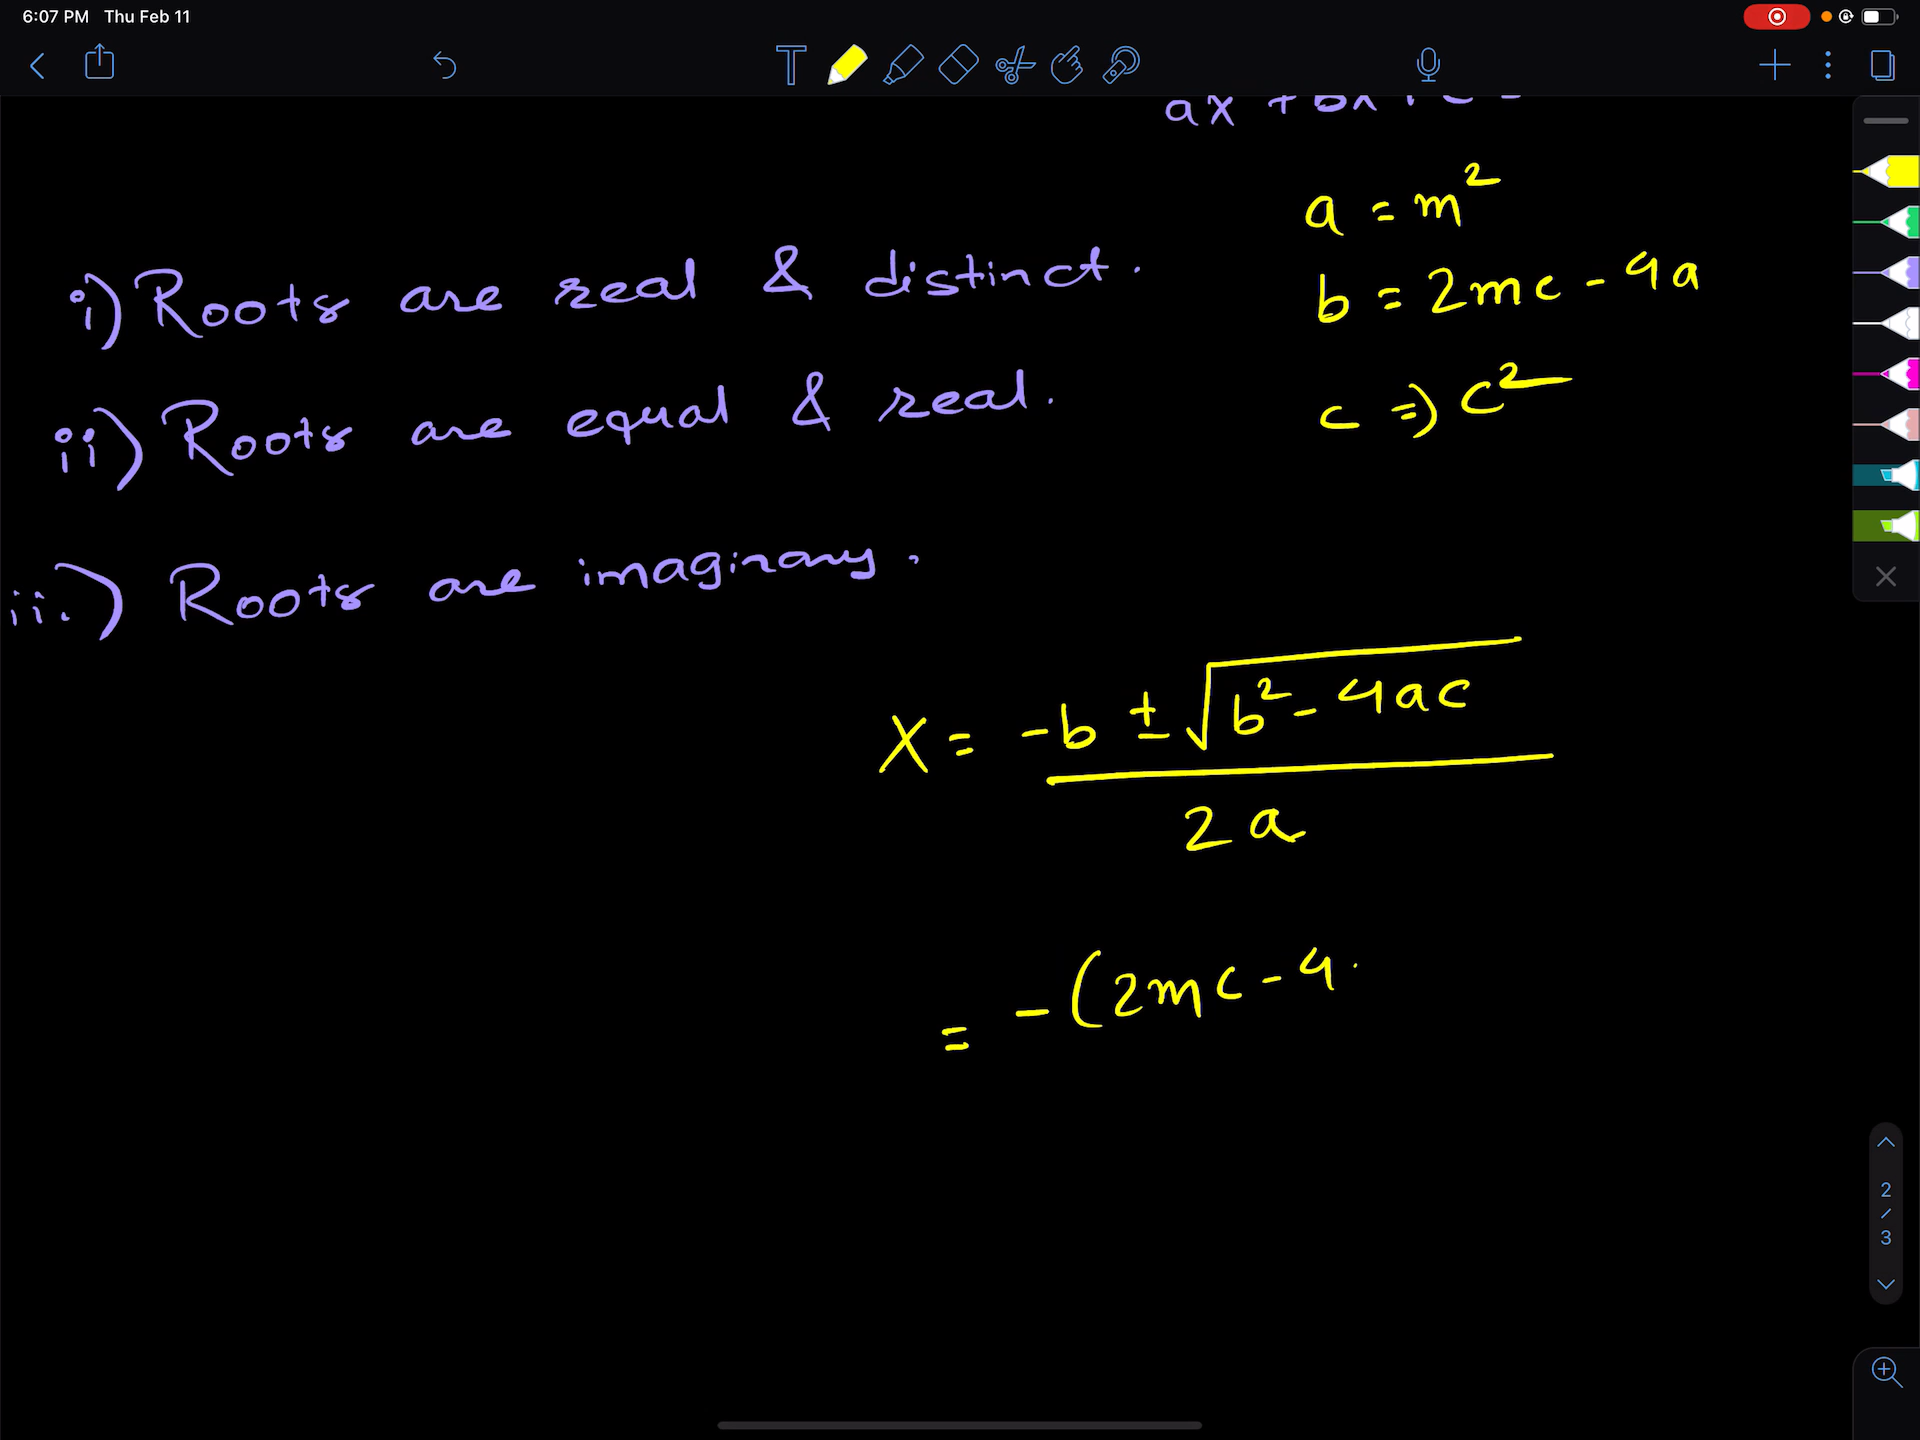 6:07 PM Thu Feb 11
a = m²
i) Roots are real & distinct.
b = 2mc - 4a
ii) Roots are equal & real.
c => c²
ii.) Roots are imaginary.
X = -b ± √b² - 4ac
2a
= - (2mc - 4
2
/
3